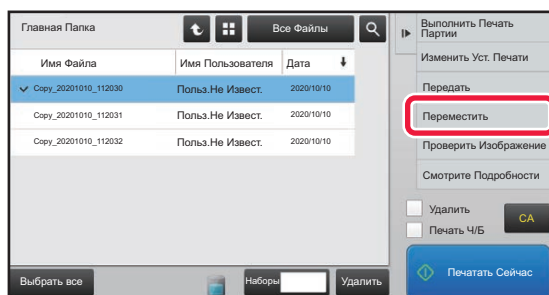 Главная Папка
Все Файлы
Имя Файла
Имя Пользователя
Дата
Copy_20201010_112030
Польз.Не Извест.
2020/10/10
Copy_20201010_112031
Польз.Не Извест.
2020/10/10
Copy_20201010_112032
Польз.Не Извест.
2020/10/10
Выбрать все
Наборы
Удалить
Выполнить Печать
Партии
Изменить Уст. Печати
Передать
Переместить
Проверить Изображение
Смотрите Подробности
Удалить
Печать Ч/Б
CA
Печатать Сейчас